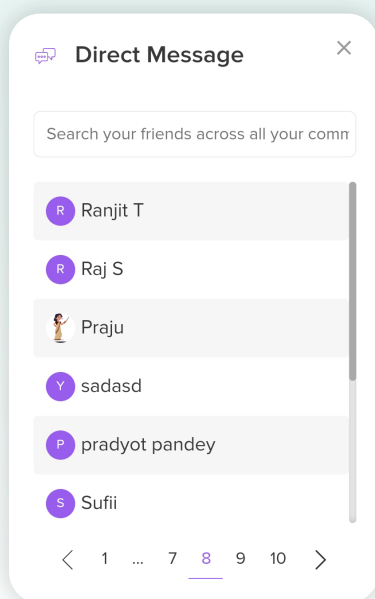 Direct Message
Search your friends across all your comm
R Ranjit T
R Raj S
Praju
Y sadasd
P pradyot pandey
S Sufii
1 ... 7 8 9 10